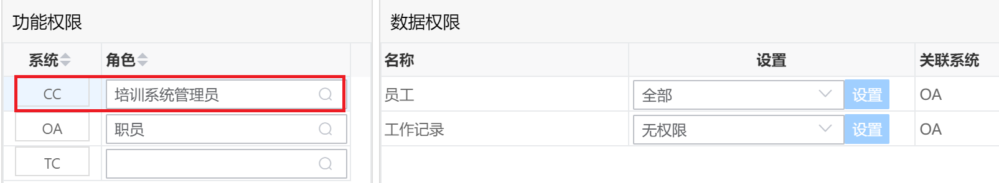 功能权限
系统 角色
CC 培训系统管理员
OA 职员
TC
数据权限
名称 设置 关联系统
员工 全部 设置 OA
工作记录 无权限 设置 OA